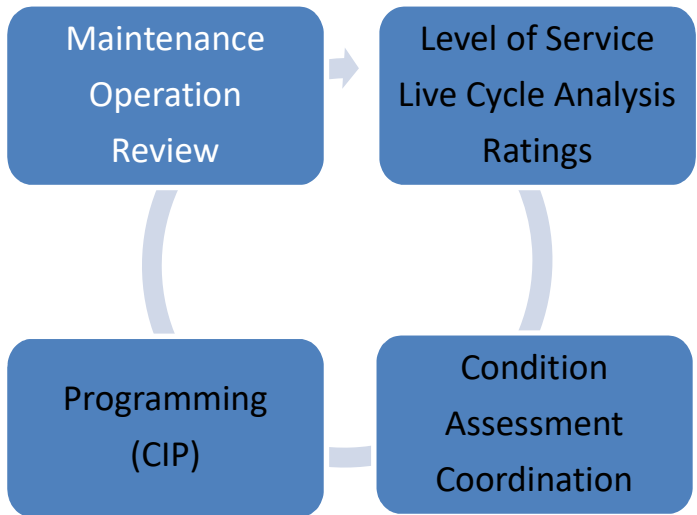 Maintenance
Operation
Review
Level of Service
Live Cycle Analysis
Ratings
Programming
(CIP)
Condition
Assessment
Coordination